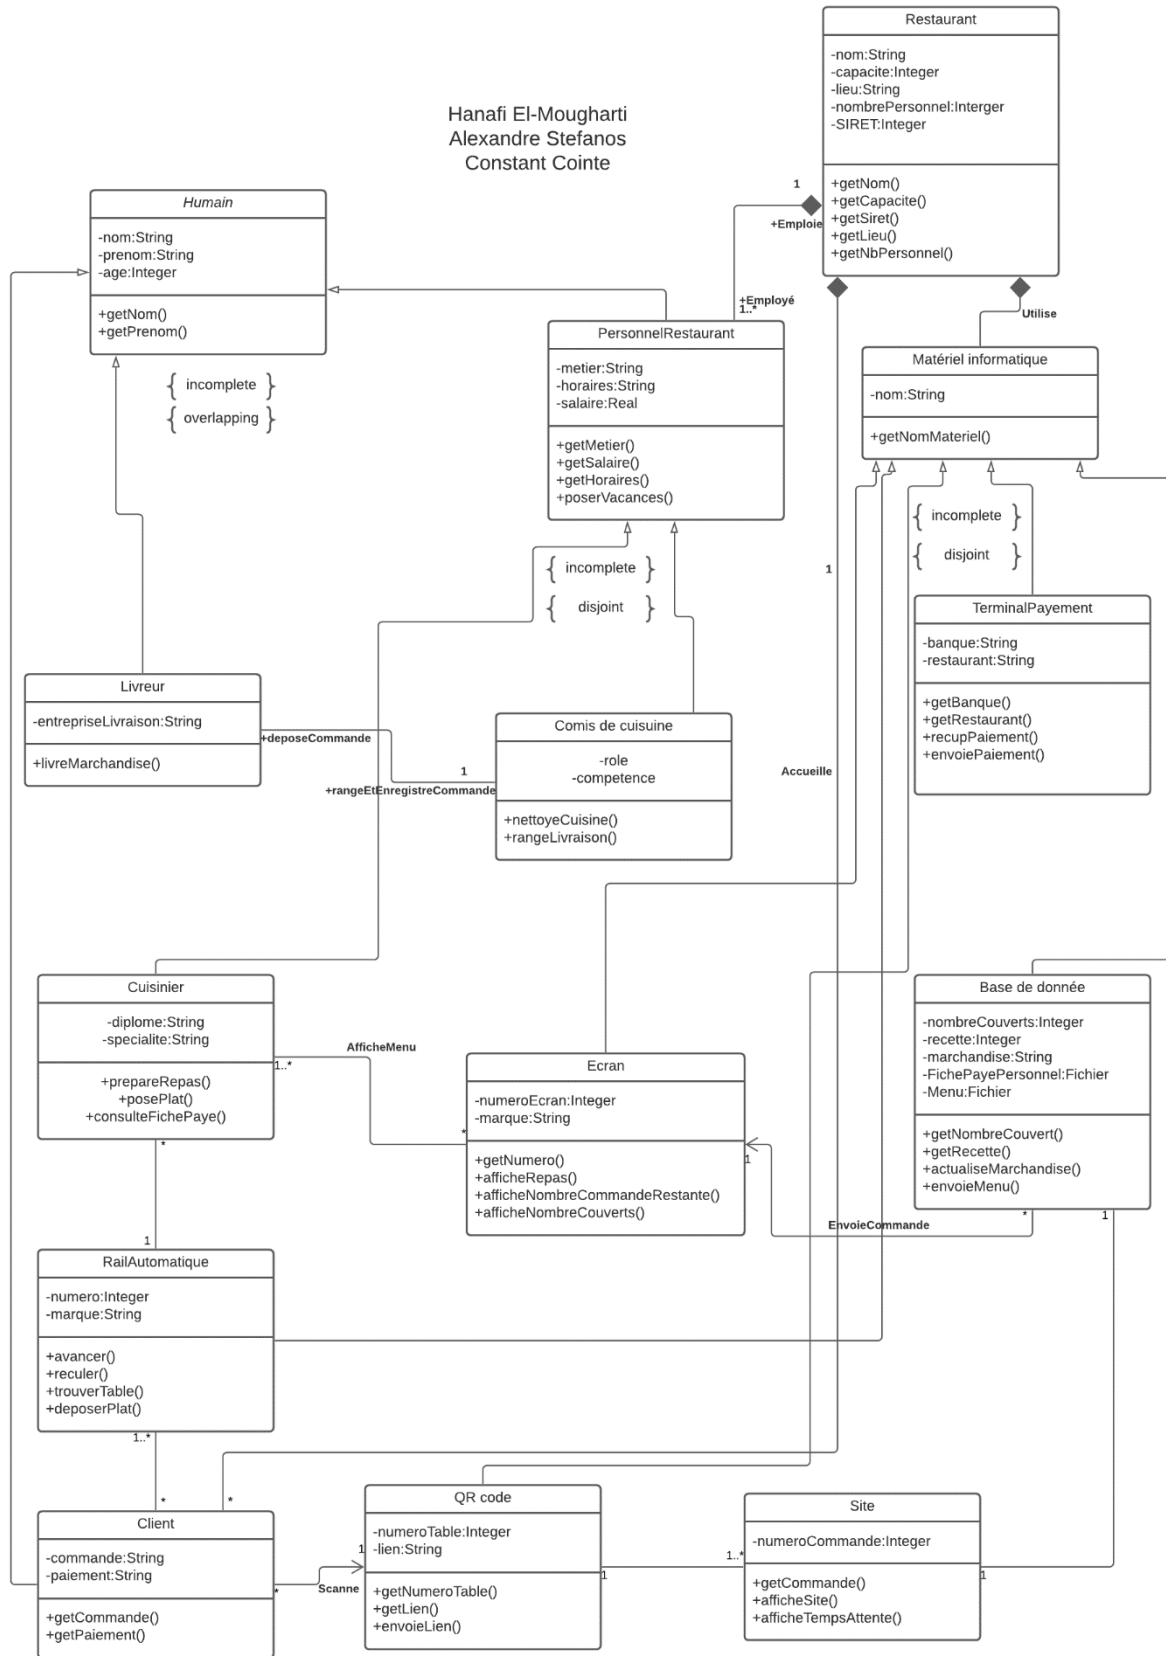 Restaurant
-nom:String
-capacite:Integer
-lieu:String
-nombrePersonnel:Interger
-SIRET:Integer
+getNom()
+getCapacite()
+getSiret()
+getLieu()
+getNbPersonnel()
Hanafi El-Mougharti
Alexandre Stefanos
Constant Cointe
1
+Emploie
+Employé
1..*
Utilise
Humain
-nom:String
-prenom:String
-age:Integer
+getNom()
+getPrenom()
{ incomplete }
{ overlapping }
PersonnelRestaurant
-metier:String
-horaires:String
-salaire:Real
+getMetier()
+getSalaire()
+getHoraires()
+poserVacances()
{ incomplete }
{ disjoint }
Matériel informatique
-nom:String
+getNomMateriel()
{ incomplete }
{ disjoint }
1
Accueille
TerminalPayement
-banque:String
-restaurant:String
+getBanque()
+getRestaurant()
+recupPaiement()
+envoiePaiement()
Livreur
-entrepriseLivraison:String
+livreMarchandise()
+deposeCommande
1
+rangeEtEnregistreCommande
Comis de cuisuine
-role
-competence
+nettoyeCuisine()
+rangeLivraison()
Cuisinier
-diplome:String
-specialite:String
+prepareRepas()
+posePlat()
+consulteFichePaye()
AfficheMenu
1..*
*
Ecran
-numeroEcran:Integer
-marque:String
+getNumero()
+afficheRepas()
+afficheNombreCommandeRestante()
+afficheNombreCouverts()
1
EnvoieCommande
Base de donnée
-nombreCouverts:Integer
-recette:Integer
-marchandise:String
-FichePayePersonnel:Fichier
-Menu:Fichier
+getNombreCouvert()
+getRecette()
+actualiseMarchandise()
+envoieMenu()
*
1
*
1
RailAutomatique
-numero:Integer
-marque:String
+avancer()
+reculer()
+trouverTable()
+deposerPlat()
1..*
*
*
Client
-commande:String
-paiement:String
+getCommande()
+getPaiement()
*
Scanne
1
QR code
-numeroTable:Integer
-lien:String
+getNumeroTable()
+getLien()
+envoieLien()
1
1..*
Site
-numeroCommande:Integer
+getCommande()
+afficheSite()
+afficheTempsAttente()
1